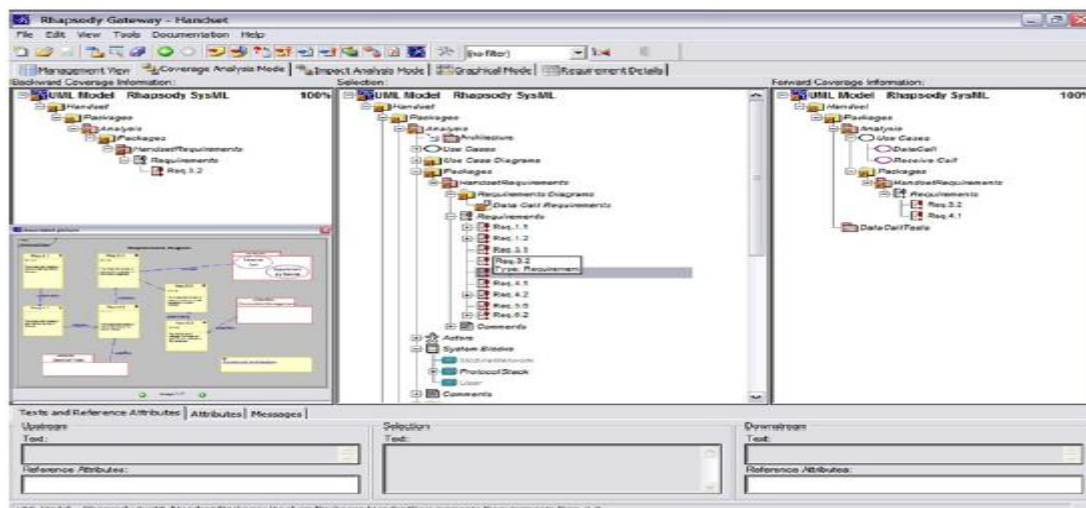 Rhapsody Gateway - Handset
File Edit View Tools Documentation Help
(no filter)
Management View Coverage Analysis Mode Impact Analysis Mode Graphical Mode Requirement Details
Backward Coverage Information:
UML Model Rhapsody SysML 100%
Handset
Packages
Analysis
Packages
HandsetRequirements
Requirements
Req.3.2
Selection:
UML Model Rhapsody SysML
Handset
Packages
Analysis
Architecture
Use Cases
Use Case Diagrams
Packages
HandsetRequirements
Requirements Diagrams
Data Call Requirements
Requirements
Req.1.1
Req.1.2
Req.3.1
Req.3.2
Type: Requirement
Req.4.1
Req.4.2
Req.6.2
Comments
Actors
System Blocks
ProtocolStack
User
Comments
Forward Coverage Information:
UML Model Rhapsody SysML 100%
Handset
Packages
Analysis
Use Cases
DataCall
Receive Call
Packages
HandsetRequirements
Requirements
Req.3.2
Req.4.1
Texts and Reference Attributes Attributes Messages
Upstream
Text:
Reference Attributes:
Selection
Text:
Downstream
Text:
Reference Attributes: